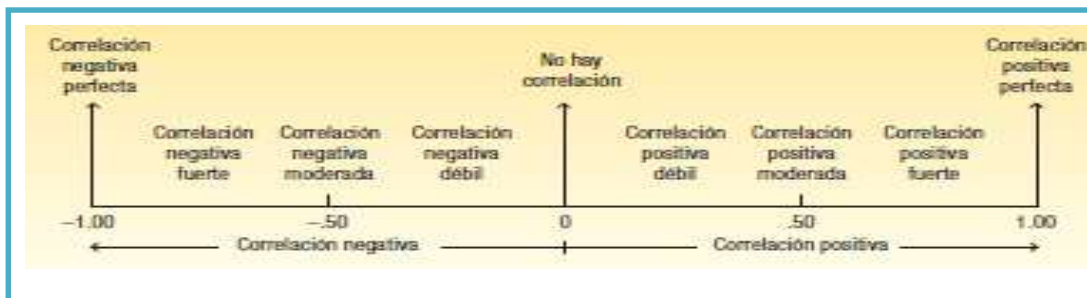 Correlación
negativa
perfecta
No hay
correlación
Correlación
positiva
perfecta
Correlación
negativa
fuerte
Correlación
negativa
moderada
Correlación
negativa
débil
Correlación
positiva
débil
Correlación
positiva
moderada
Correlación
positiva
fuerte
−1.00 −.50 0 .50 1.00
Correlación negativa Correlación positiva